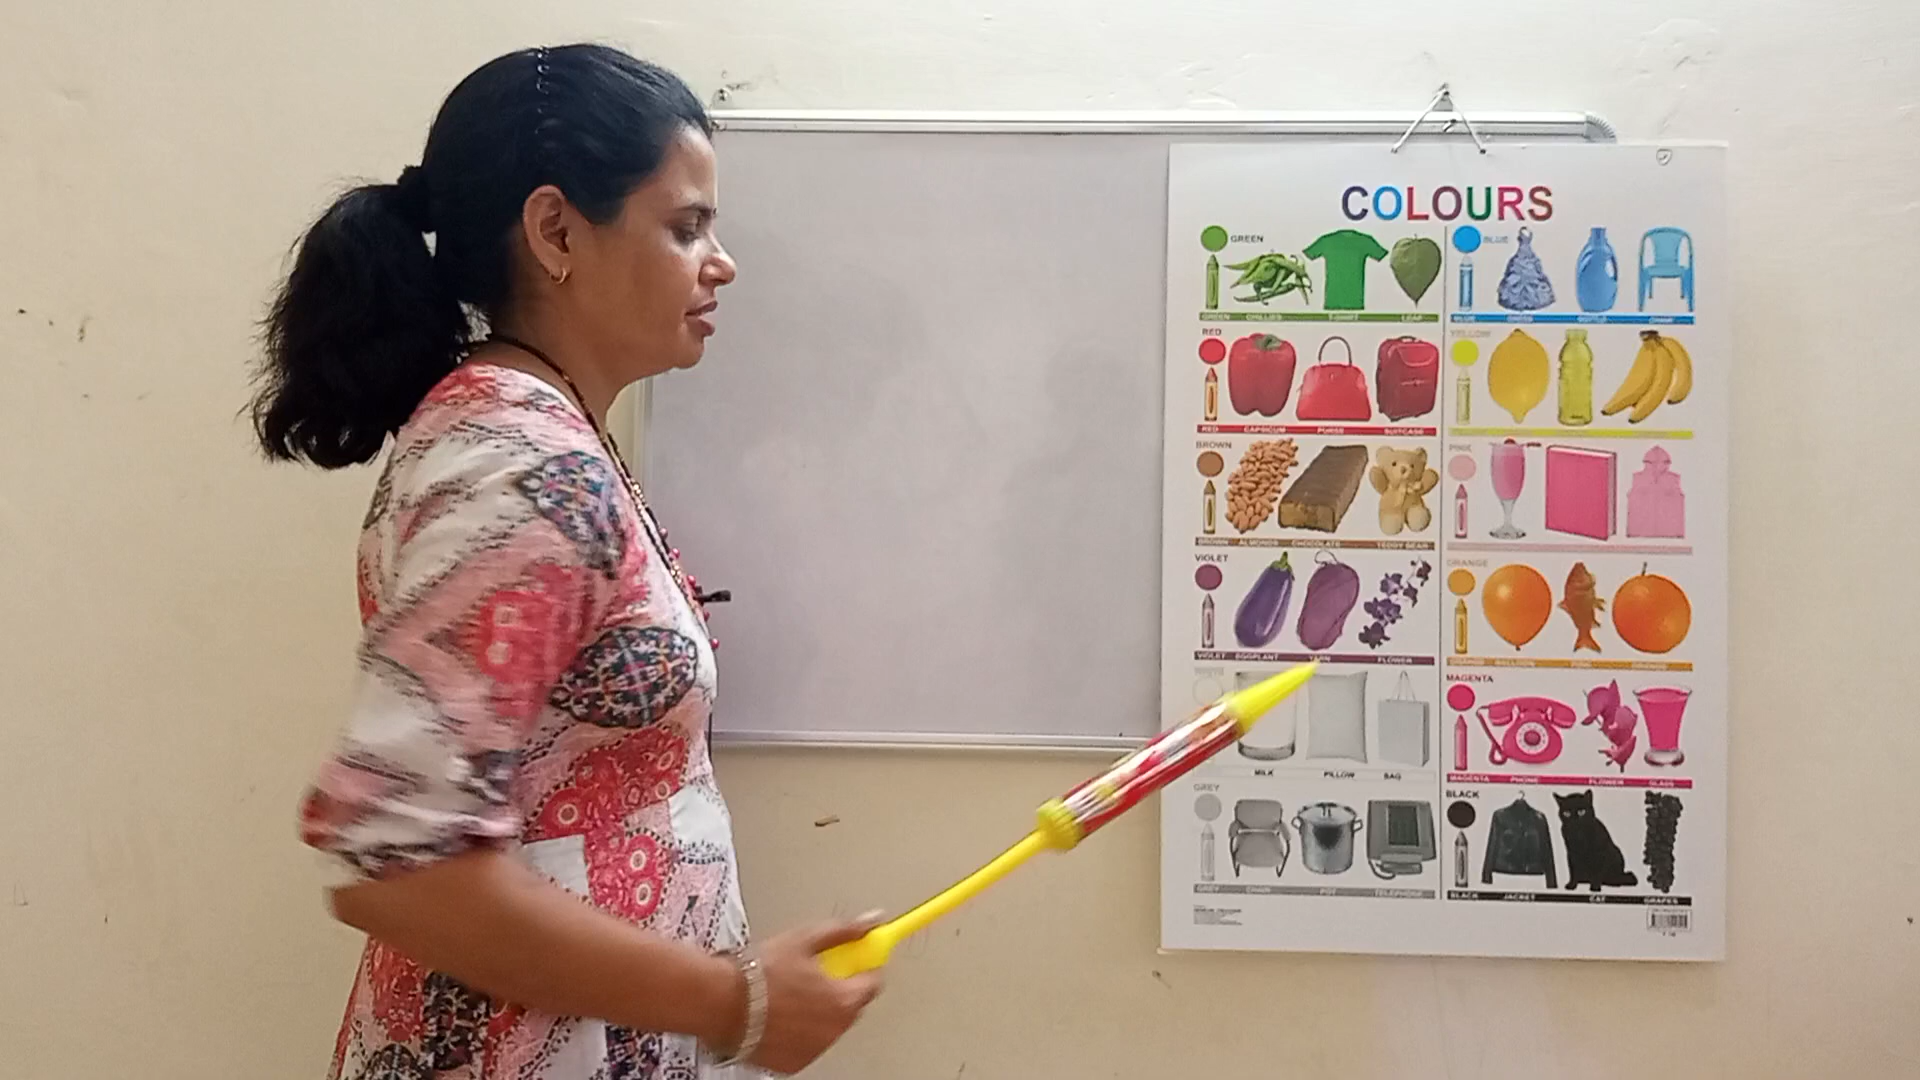 COLOURS
GREEN
GREEN CHILLIES T-SHIRT LEAF
BLUE
BLUE DRESS BOTTLE CHAIR
RED
RED CAPSICUM PURSE SUITCASE
YELLOW
BROWN
BROWN ALMONDS CHOCOLATE TEDDY BEAR
PINK
VIOLET
VIOLET EGGPLANT YARN FLOWER
ORANGE
ORANGE BALLOON FISH ORANGE
WHITE
MILK PILLOW BAG
MAGENTA
MAGENTA PHONE FLOWER GLASS
GREY
GREY CHAIR POT TELEPHONE
BLACK
BLACK JACKET CAT GRAPES